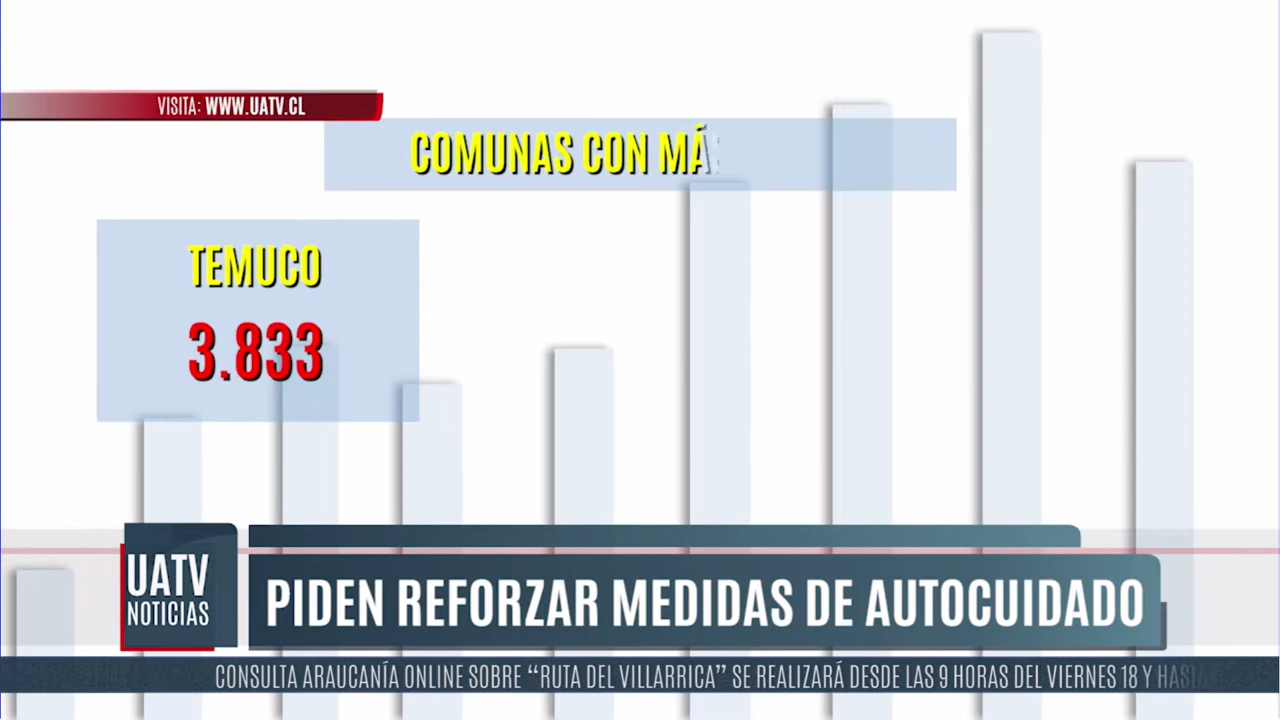 VISITA: WWW.UATV.CL
COMUNAS CON MÁ
TEMUCO
3.833
UATV
NOTICIAS
PIDEN REFORZAR MEDIDAS DE AUTOCUIDADO
CONSULTA ARAUCANÍA ONLINE SOBRE “RUTA DEL VILLARRICA” SE REALIZARÁ DESDE LAS 9 HORAS DEL VIERNES 18 Y HAS